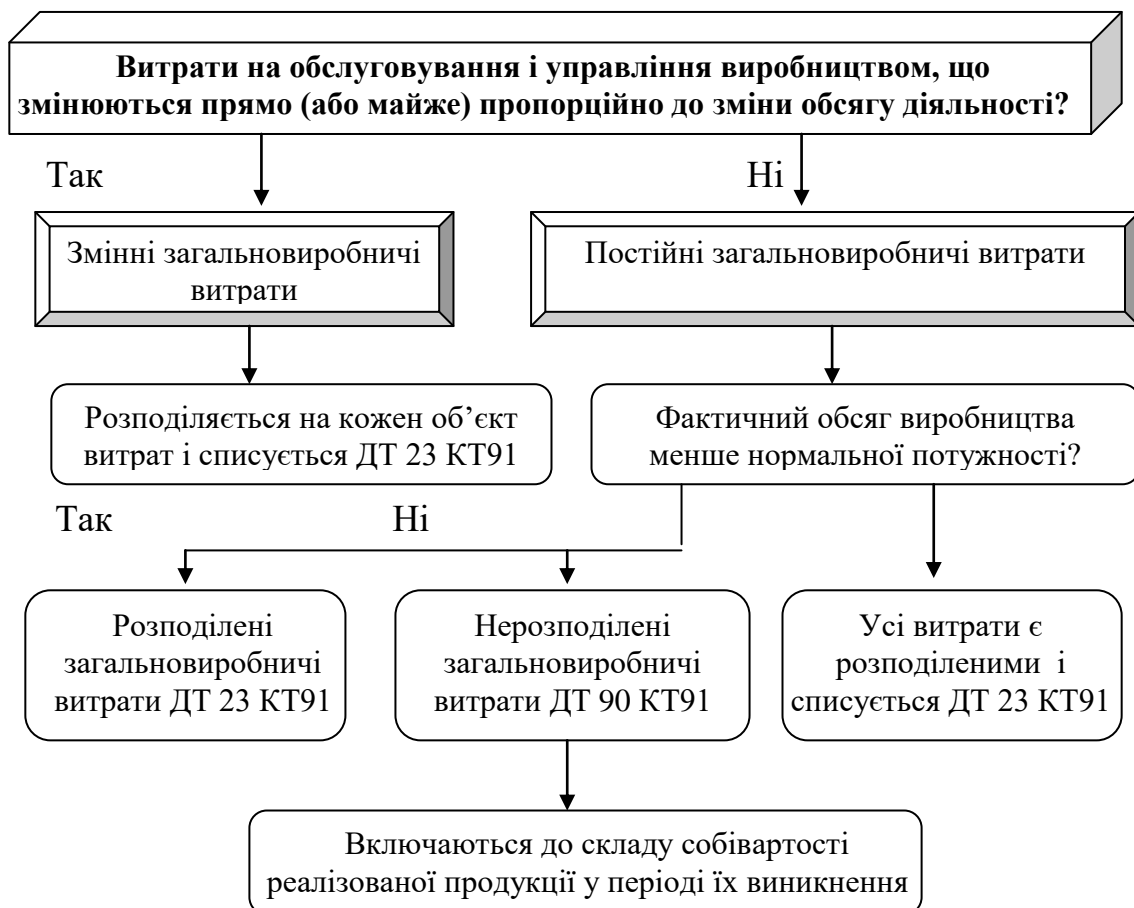 Витрати на обслуговування і управління виробництвом, що
змінюються прямо (або майже) пропорційно до зміни обсягу діяльності?
Так
Ні
Змінні загальновиробничі
витрати
Постійні загальновиробничі витрати
Розподіляється на кожен об’єкт
витрат і списується ДТ 23 КТ91
Фактичний обсяг виробництва
менше нормальної потужності?
Так
Ні
Розподілені
загальновиробничі
витрати ДТ 23 КТ91
Нерозподілені
загальновиробничі
витрати ДТ 90 КТ91
Усі витрати є
розподіленими і
списується ДТ 23 КТ91
Включаються до складу собівартості
реалізованої продукції у періоді їх виникнення